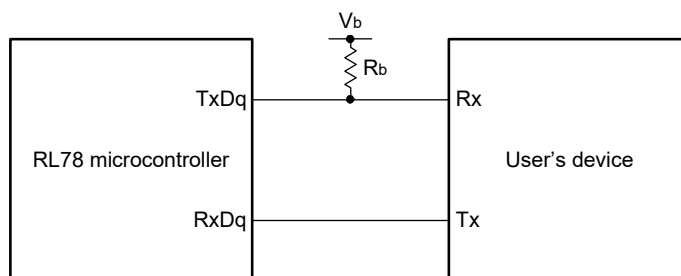 Vb
Rb
TxDq
Rx
RL78 microcontroller
User's device
RxDq
Tx